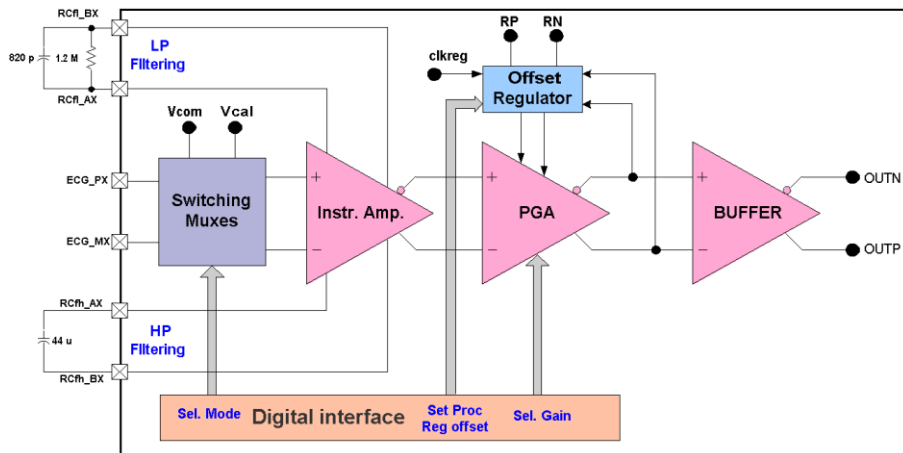 RCfl_BX
RP
RN
LP
FIltering
820 p
1.2 M
clkreg
Offset
Regulator
RCfl_AX
Vcom
Vcal
ECG_PX
Switching
Muxes
+
Instr. Amp.
−
+
PGA
−
+
BUFFER
−
OUTN
ECG_MX
OUTP
RCfh_AX
HP
FIltering
44 u
RCfh_BX
Sel. Mode
Digital interface
Set Proc
Reg offset
Sel. Gain